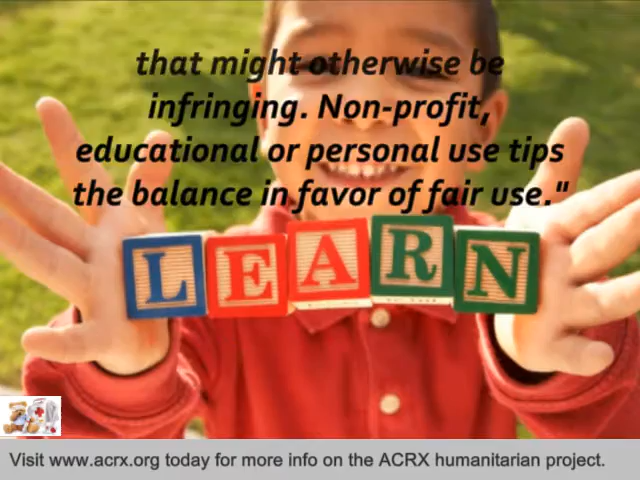 that might otherwise be
infringing. Non-profit,
educational or personal use tips
the balance in favor of fair use."
LEARN
Visit www.acrx.org today for more info on the ACRX humanitarian project.